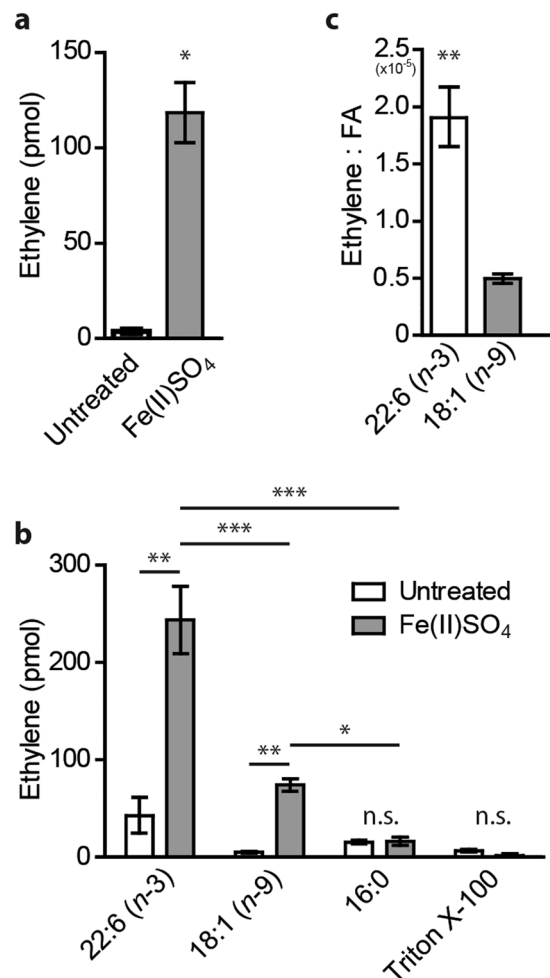 a
150
100
50
0
Ethylene (pmol)
*
Untreated
Fe(II)SO₄
c
2.5
(x10⁻⁵)
2.0
1.5
1.0
0.5
0
Ethylene : FA
**
22:6 (n-3)
18:1 (n-9)
b
300
200
100
0
Ethylene (pmol)
***
***
**
**
*
n.s.
n.s.
Untreated
Fe(II)SO₄
22:6 (n-3)
18:1 (n-9)
16:0
Triton X-100